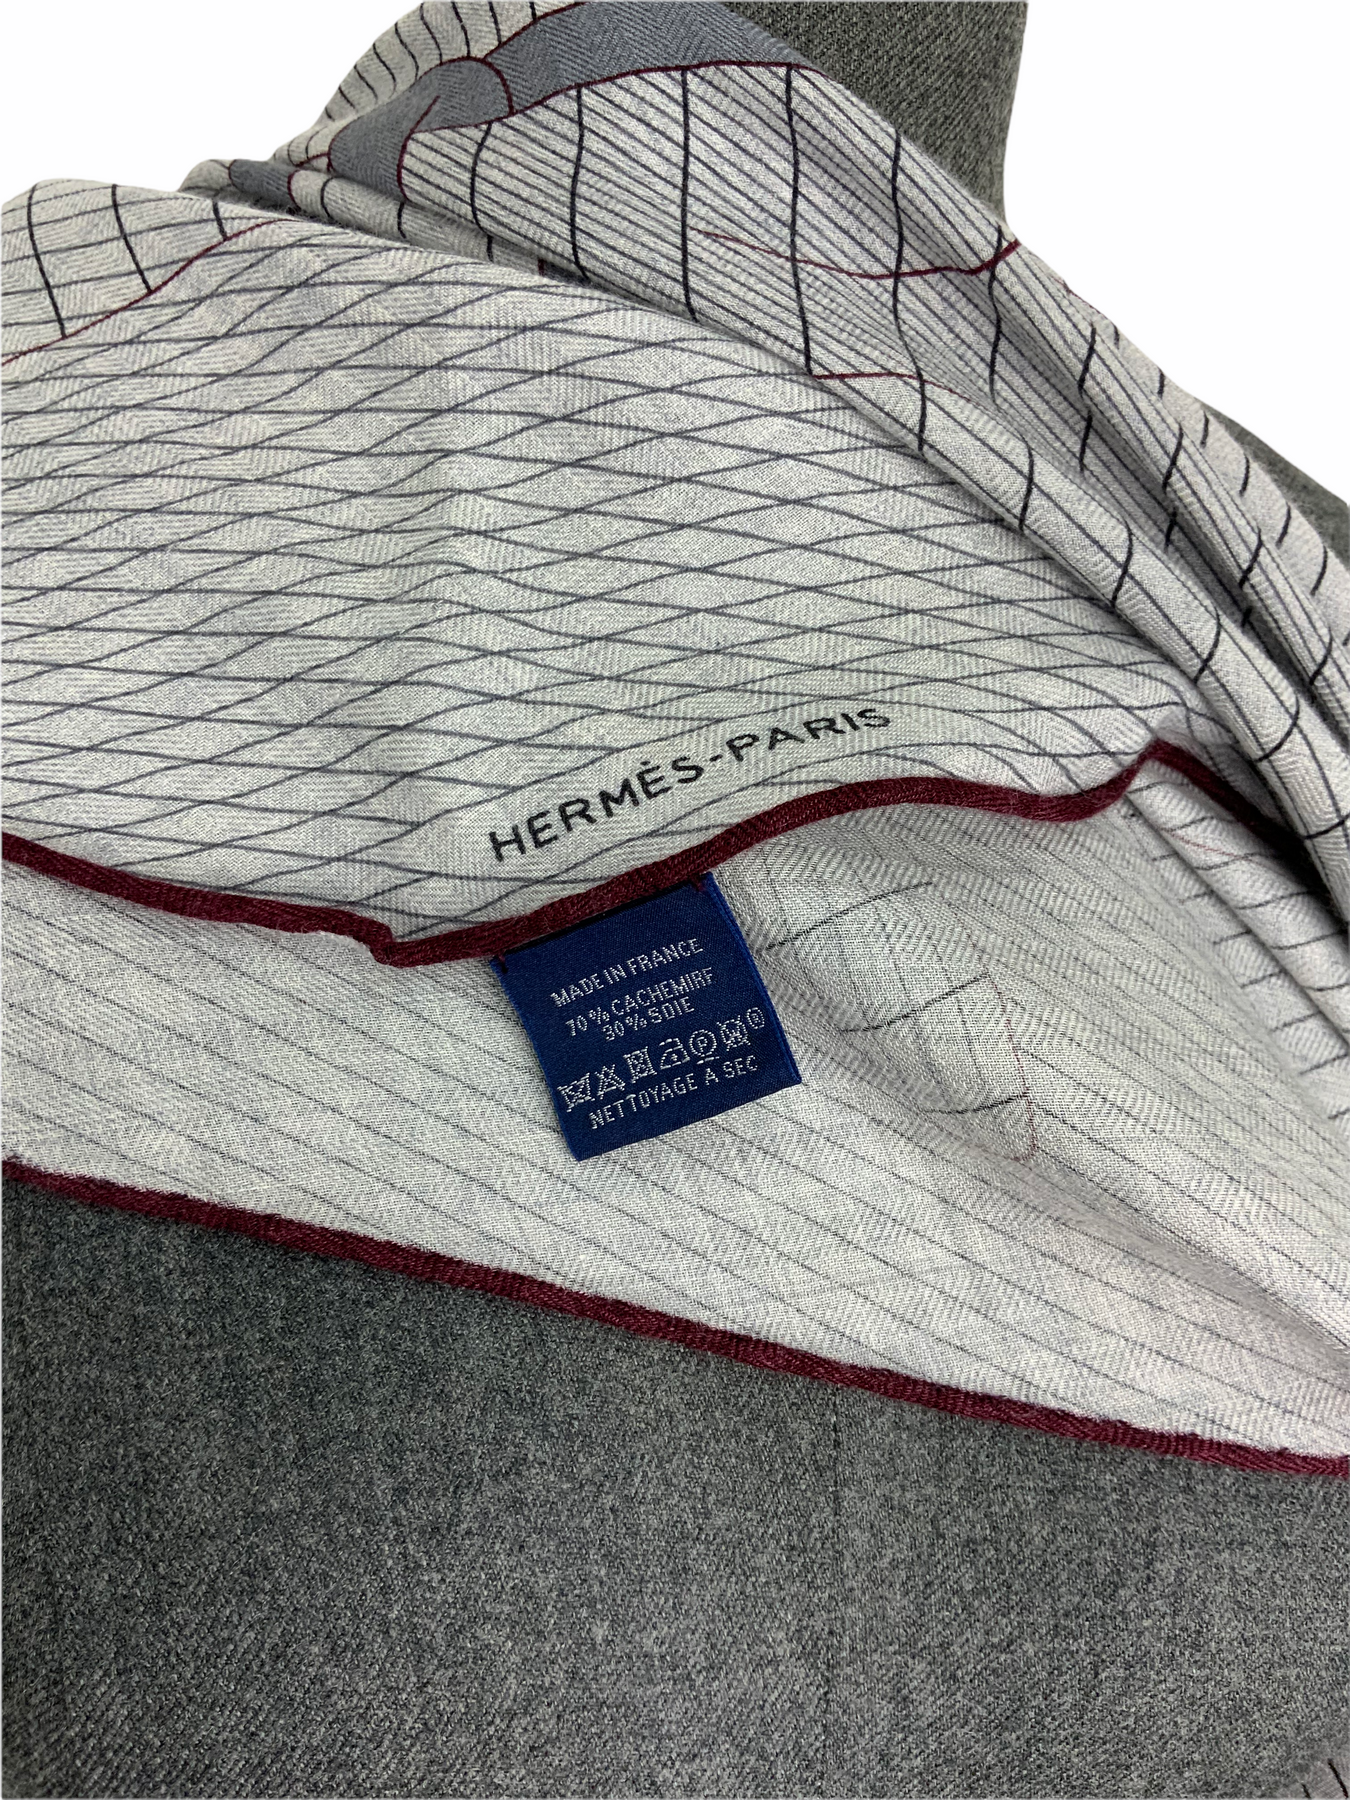 HERMÈS-PARIS
MADE IN FRANCE
70% CACHEMIRE
30% SOIE
NETTOYAGE A SEC